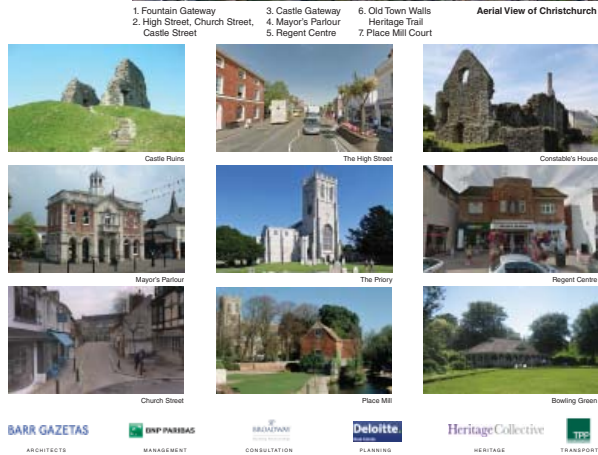 1. Fountain Gateway
2. High Street, Church Street,
Castle Street
3. Castle Gateway
4. Mayor's Parlour
5. Regent Centre
6. Old Town Walls
Heritage Trail
7. Place Mill Court
Aerial View of Christchurch
Castle Ruins
The High Street
Constable's House
Mayor's Parlour
The Priory
Regent Centre
Church Street
Place Mill
Bowling Green
BARR GAZETAS
BNP PARIBAS
BROADWAY
Deloitte.
HeritageCollective
TPP
ARCHITECTS
MANAGEMENT
CONSULTATION
PLANNING
HERITAGE
TRANSPORT